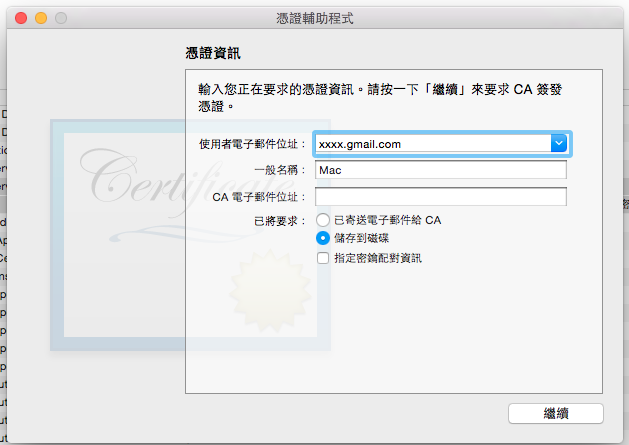 憑證輔助程式
憑證資訊
輸入您正在要求的憑證資訊。請按一下「繼續」來要求 CA 簽發
憑證。
使用者電子郵件位址： xxxx.gmail.com
一般名稱： Mac
CA 電子郵件位址：
已將要求： 已寄送電子郵件給 CA
儲存到磁碟
指定密鑰配對資訊
Certificate
繼續